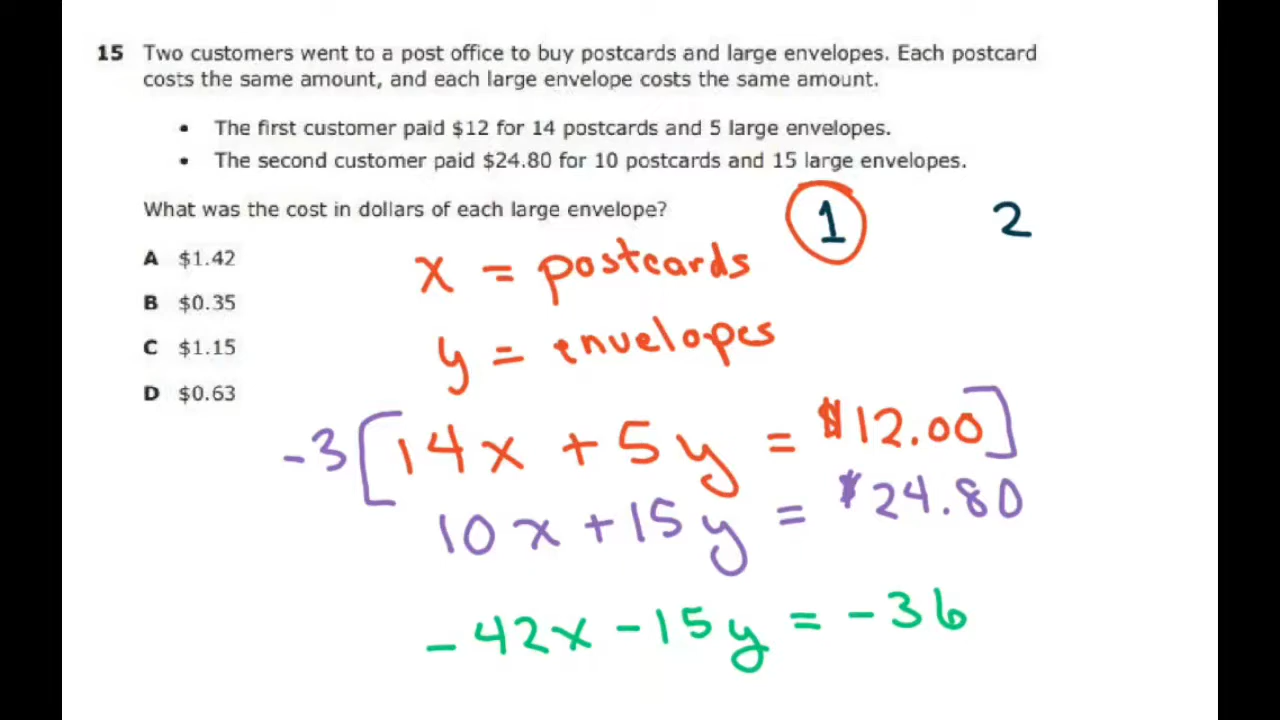 15 Two customers went to a post office to buy postcards and large envelopes. Each postcard
costs the same amount, and each large envelope costs the same amount.
• The first customer paid $12 for 14 postcards and 5 large envelopes.
• The second customer paid $24.80 for 10 postcards and 15 large envelopes.
What was the cost in dollars of each large envelope?
1 2
A $1.42
x = postcards
B $0.35
C $1.15
y = envelopes
D $0.63
-3[14x + 5y = $12.00]
10x + 15y = $24.80
-42x - 15y = -36